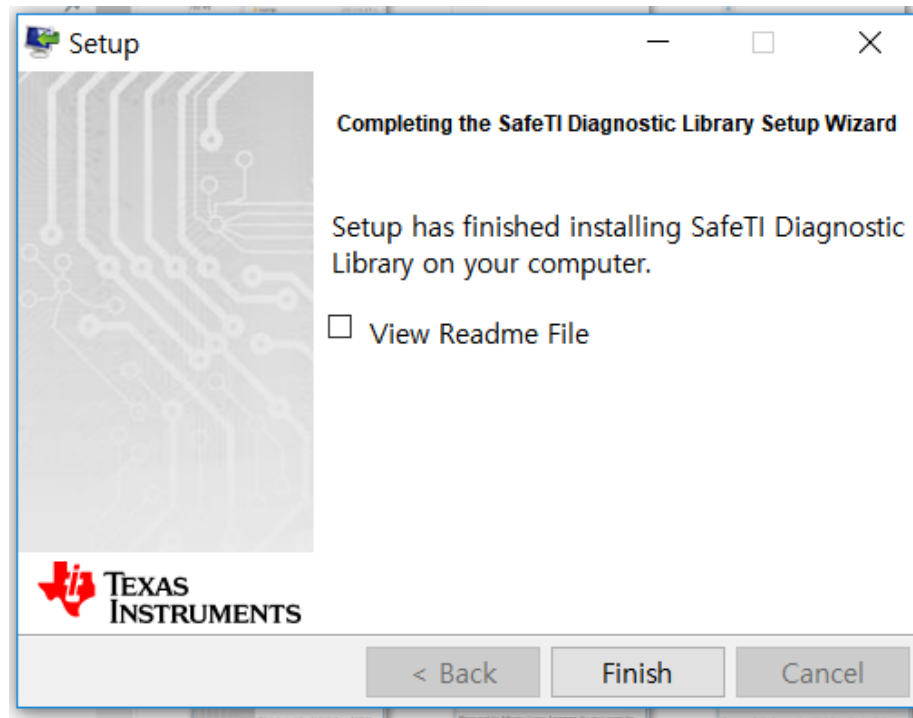 Setup
Completing the SafeTI Diagnostic Library Setup Wizard
Setup has finished installing SafeTI Diagnostic
Library on your computer.
View Readme File
TEXAS
INSTRUMENTS
< Back
Finish
Cancel